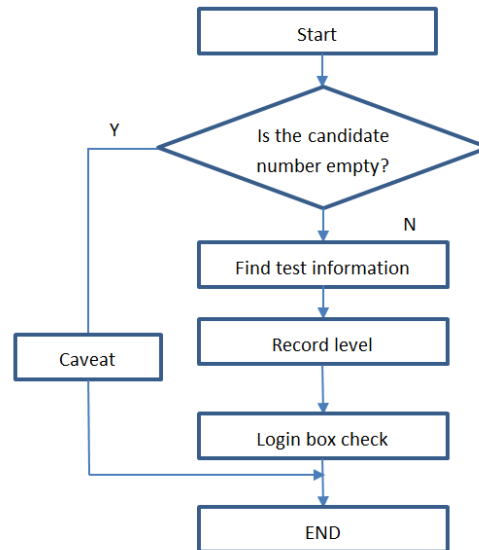 Start
Is the candidate
number empty?
Y
N
Find test information
Record level
Caveat
Login box check
END